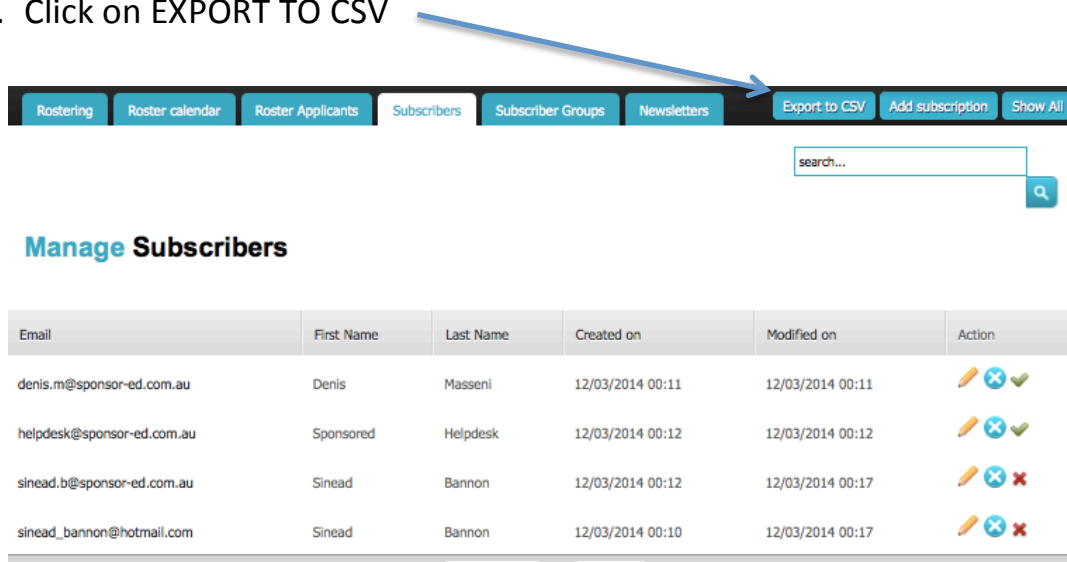 . Click on EXPORT TO CSV
Rostering Roster calendar Roster Applicants Subscribers Subscriber Groups Newsletters Export to CSV Add subscription Show All
search...
Manage Subscribers
Email First Name Last Name Created on Modified on Action
denis.m@sponsor-ed.com.au Denis Masseni 12/03/2014 00:11 12/03/2014 00:11
helpdesk@sponsor-ed.com.au Sponsored Helpdesk 12/03/2014 00:12 12/03/2014 00:12
sinead.b@sponsor-ed.com.au Sinead Bannon 12/03/2014 00:12 12/03/2014 00:17
sinead_bannon@hotmail.com Sinead Bannon 12/03/2014 00:10 12/03/2014 00:17